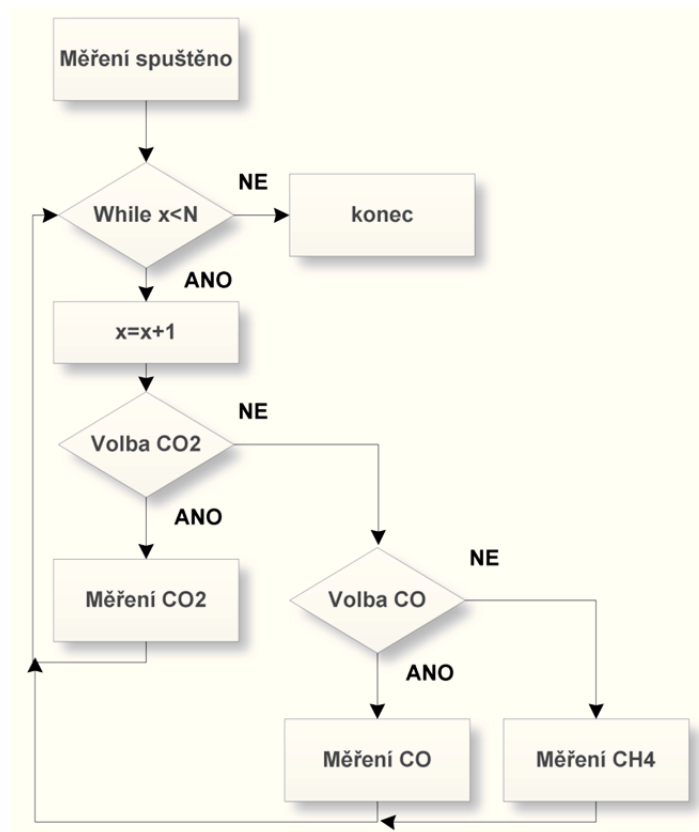 Měření spuštěno
While x<N
NE
konec
ANO
x=x+1
NE
Volba CO2
ANO
Měření CO2
NE
Volba CO
ANO
Měření CO
Měření CH4